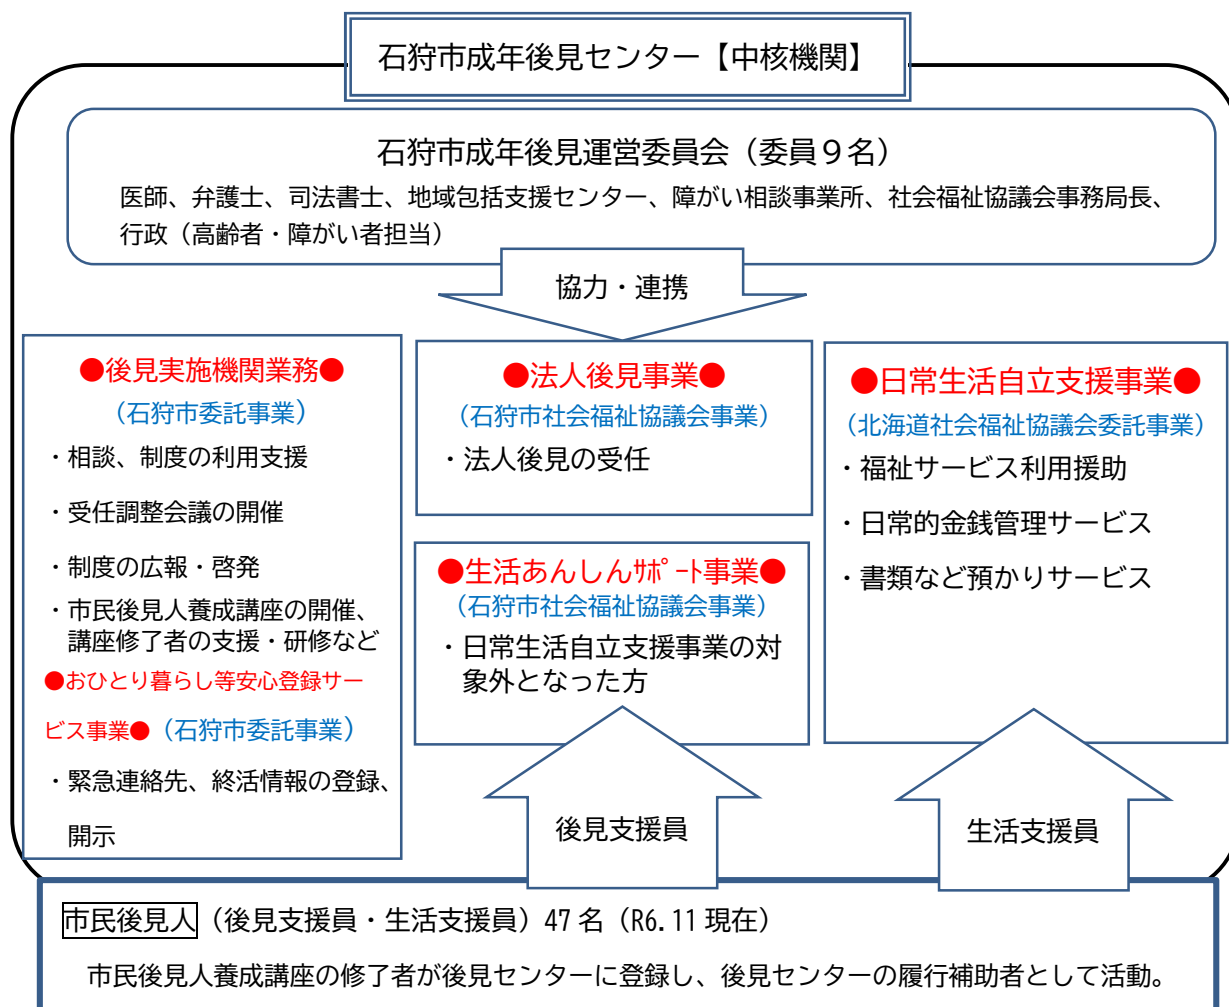 石狩市成年後見センター【中核機関】
石狩市成年後見運営委員会（委員９名）
医師、弁護士、司法書士、地域包括支援センター、障がい相談事業所、社会福祉協議会事務局長、
行政（高齢者・障がい者担当）
協力・連携
●後見実施機関業務●
（石狩市委託事業）
・相談、制度の利用支援
・受任調整会議の開催
・制度の広報・啓発
・市民後見人養成講座の開催、
講座修了者の支援・研修など
●おひとり暮らし等安心登録サー
ビス事業●（石狩市委託事業）
・緊急連絡先、終活情報の登録、
開示
●法人後見事業●
（石狩市社会福祉協議会事業）
・法人後見の受任
●生活あんしんｻﾎﾟｰﾄ事業●
（石狩市社会福祉協議会事業）
・日常生活自立支援事業の対
象外となった方
●日常生活自立支援事業●
（北海道社会福祉協議会委託事業）
・福祉サービス利用援助
・日常的金銭管理サービス
・書類など預かりサービス
後見支援員
生活支援員
市民後見人（後見支援員・生活支援員）47 名（R6.11 現在）
市民後見人養成講座の修了者が後見センターに登録し、後見センターの履行補助者として活動。